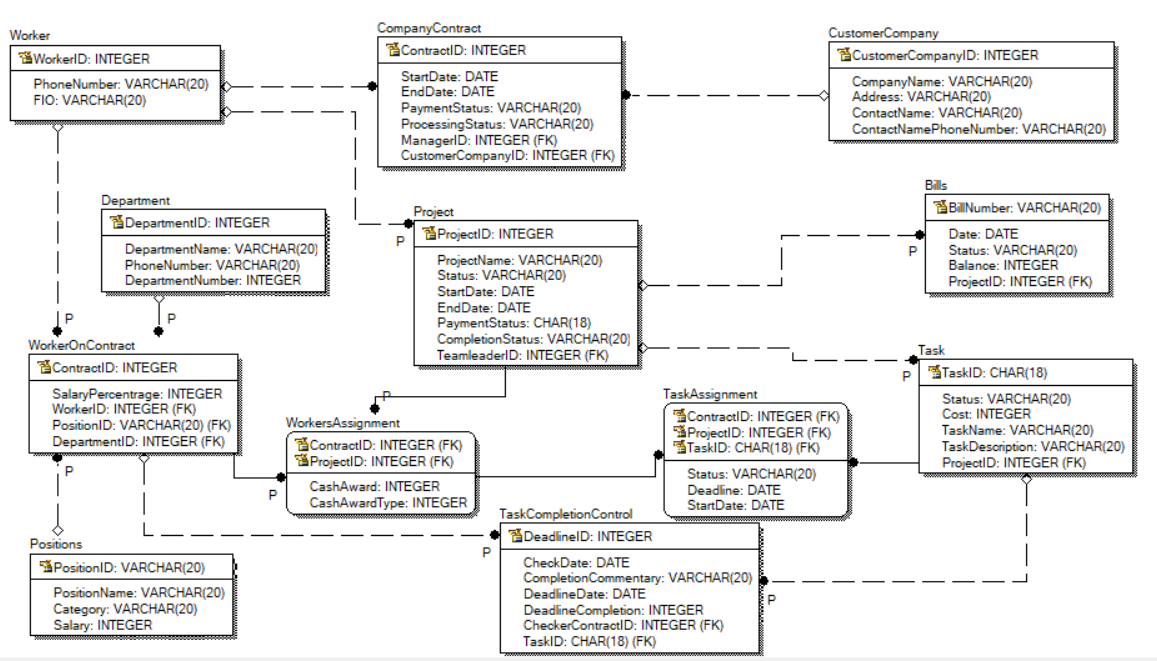 Worker
WorkerID: INTEGER
PhoneNumber: VARCHAR(20)
FIO: VARCHAR(20)
CompanyContract
ContractID: INTEGER
StartDate: DATE
EndDate: DATE
PaymentStatus: VARCHAR(20)
ProcessingStatus: VARCHAR(20)
ManagerID: INTEGER (FK)
CustomerCompanyID: INTEGER (FK)
CustomerCompany
CustomerCompanyID: INTEGER
CompanyName: VARCHAR(20)
Address: VARCHAR(20)
ContactName: VARCHAR(20)
ContactNamePhoneNumber: VARCHAR(20)
Department
DepartmentID: INTEGER
DepartmentName: VARCHAR(20)
PhoneNumber: VARCHAR(20)
DepartmentNumber: INTEGER
P
P
Project
P
ProjectID: INTEGER
ProjectName: VARCHAR(20)
Status: VARCHAR(20)
StartDate: DATE
EndDate: DATE
PaymentStatus: CHAR(18)
CompletionStatus: VARCHAR(20)
TeamleaderID: INTEGER (FK)
Bills
P
BillNumber: VARCHAR(20)
Date: DATE
Status: VARCHAR(20)
Balance: INTEGER
ProjectID: INTEGER (FK)
WorkerOnContract
ContractID: INTEGER
SalaryPercentage: INTEGER
WorkerID: INTEGER (FK)
PositionID: VARCHAR(20) (FK)
DepartmentID: INTEGER (FK)
P
P
WorkersAssignment
P
ContractID: INTEGER (FK)
ProjectID: INTEGER (FK)
CashAward: INTEGER
CashAwardType: INTEGER
TaskAssignment
ContractID: INTEGER (FK)
ProjectID: INTEGER (FK)
TaskID: CHAR(18) (FK)
Status: VARCHAR(20)
Deadline: DATE
StartDate: DATE
Task
P
TaskID: CHAR(18)
Status: VARCHAR(20)
Cost: INTEGER
TaskName: VARCHAR(20)
TaskDescription: VARCHAR(20)
ProjectID: INTEGER (FK)
Positions
PositionID: VARCHAR(20)
PositionName: VARCHAR(20)
Category: VARCHAR(20)
Salary: INTEGER
TaskCompletionControl
P
DeadlineID: INTEGER
CheckDate: DATE
CompletionCommentary: VARCHAR(20)
DeadlineDate: DATE
DeadlineCompletion: INTEGER
CheckerContractID: INTEGER (FK)
TaskID: CHAR(18) (FK)
P